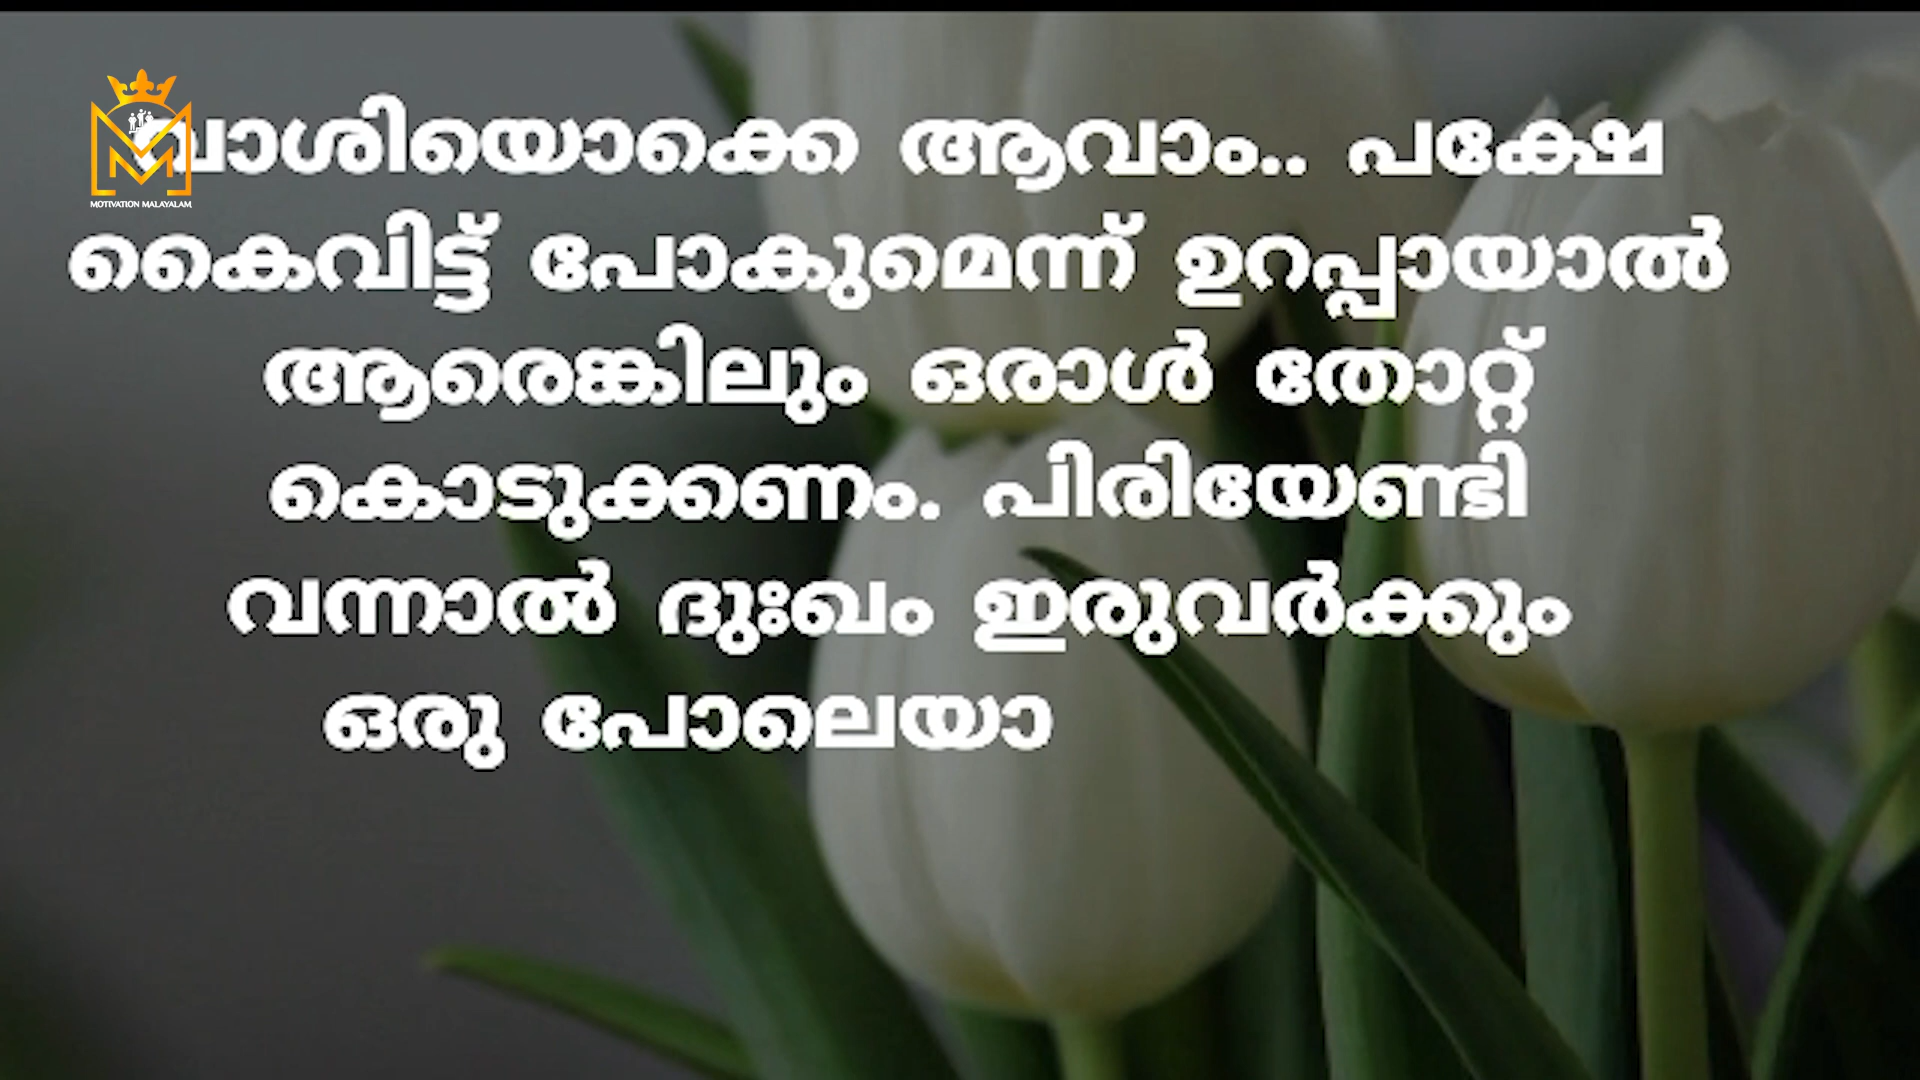 ആവാം.. പക്ഷേ
കൈവിട്ട് പോകുമെന്ന് ഉറപ്പായാൽ
ആരെങ്കിലും ഒരാൾ തോറ്റ്
കൊടുക്കണം. പിരിയേണ്ടി
വന്നാൽ ദുഃഖം ഇരുവർക്കും
ഒരു പോലെയാ
MOTIVATION MALAYALAM